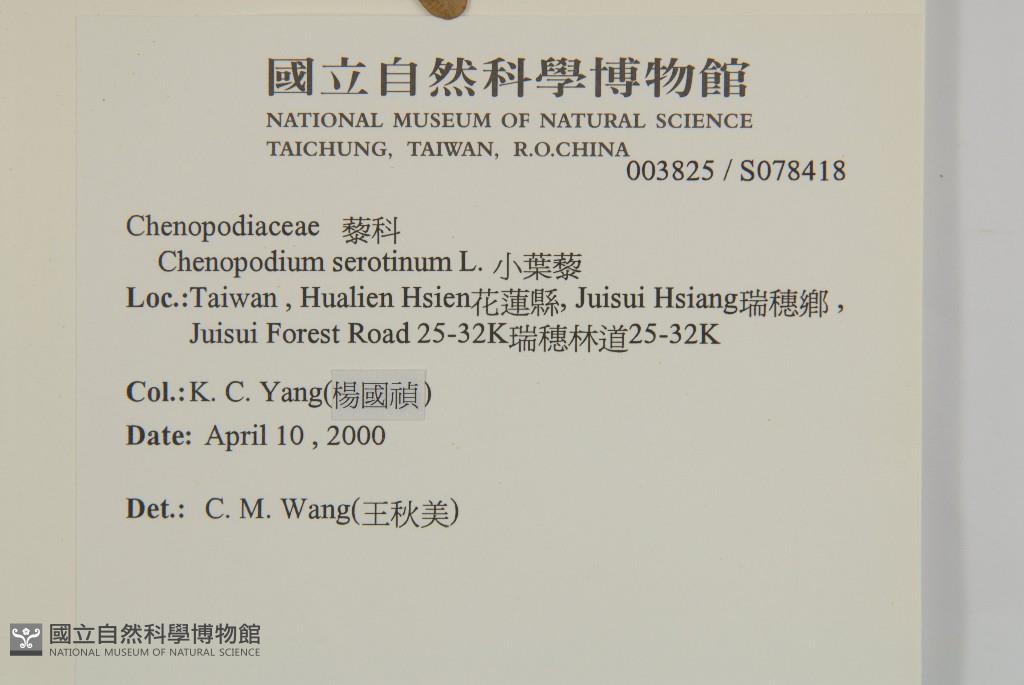 國立自然科學博物館
NATIONAL MUSEUM OF NATURAL SCIENCE
TAICHUNG, TAIWAN, R.O.CHINA
003825 / S078418
Chenopodiaceae 藜科
Chenopodium serotinum L. 小葉藜
Loc.:Taiwan , Hualien Hsien花蓮縣, Juisui Hsiang瑞穗鄉 ,
Juisui Forest Road 25-32K瑞穗林道25-32K
Col.:K. C. Yang(楊國禎)
Date: April 10 , 2000
Det.: C. M. Wang(王秋美)
國立自然科學博物館
NATIONAL MUSEUM OF NATURAL SCIENCE